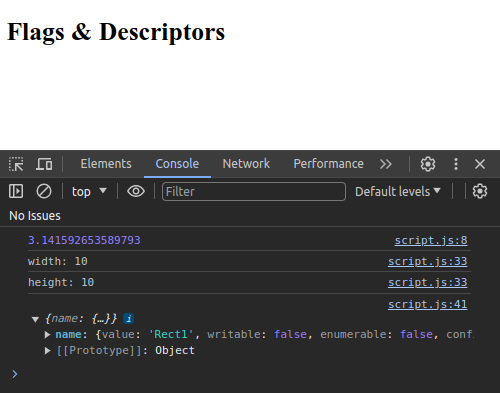 Flags & Descriptors
Elements Console Network Performance
top Filter Default levels
No Issues
3.141592653589793 script.js:8
width: 10 script.js:33
height: 10 script.js:33
script.js:41
{name: {…}} i
name: {value: 'Rect1', writable: false, enumerable: false, conf
[[Prototype]]: Object